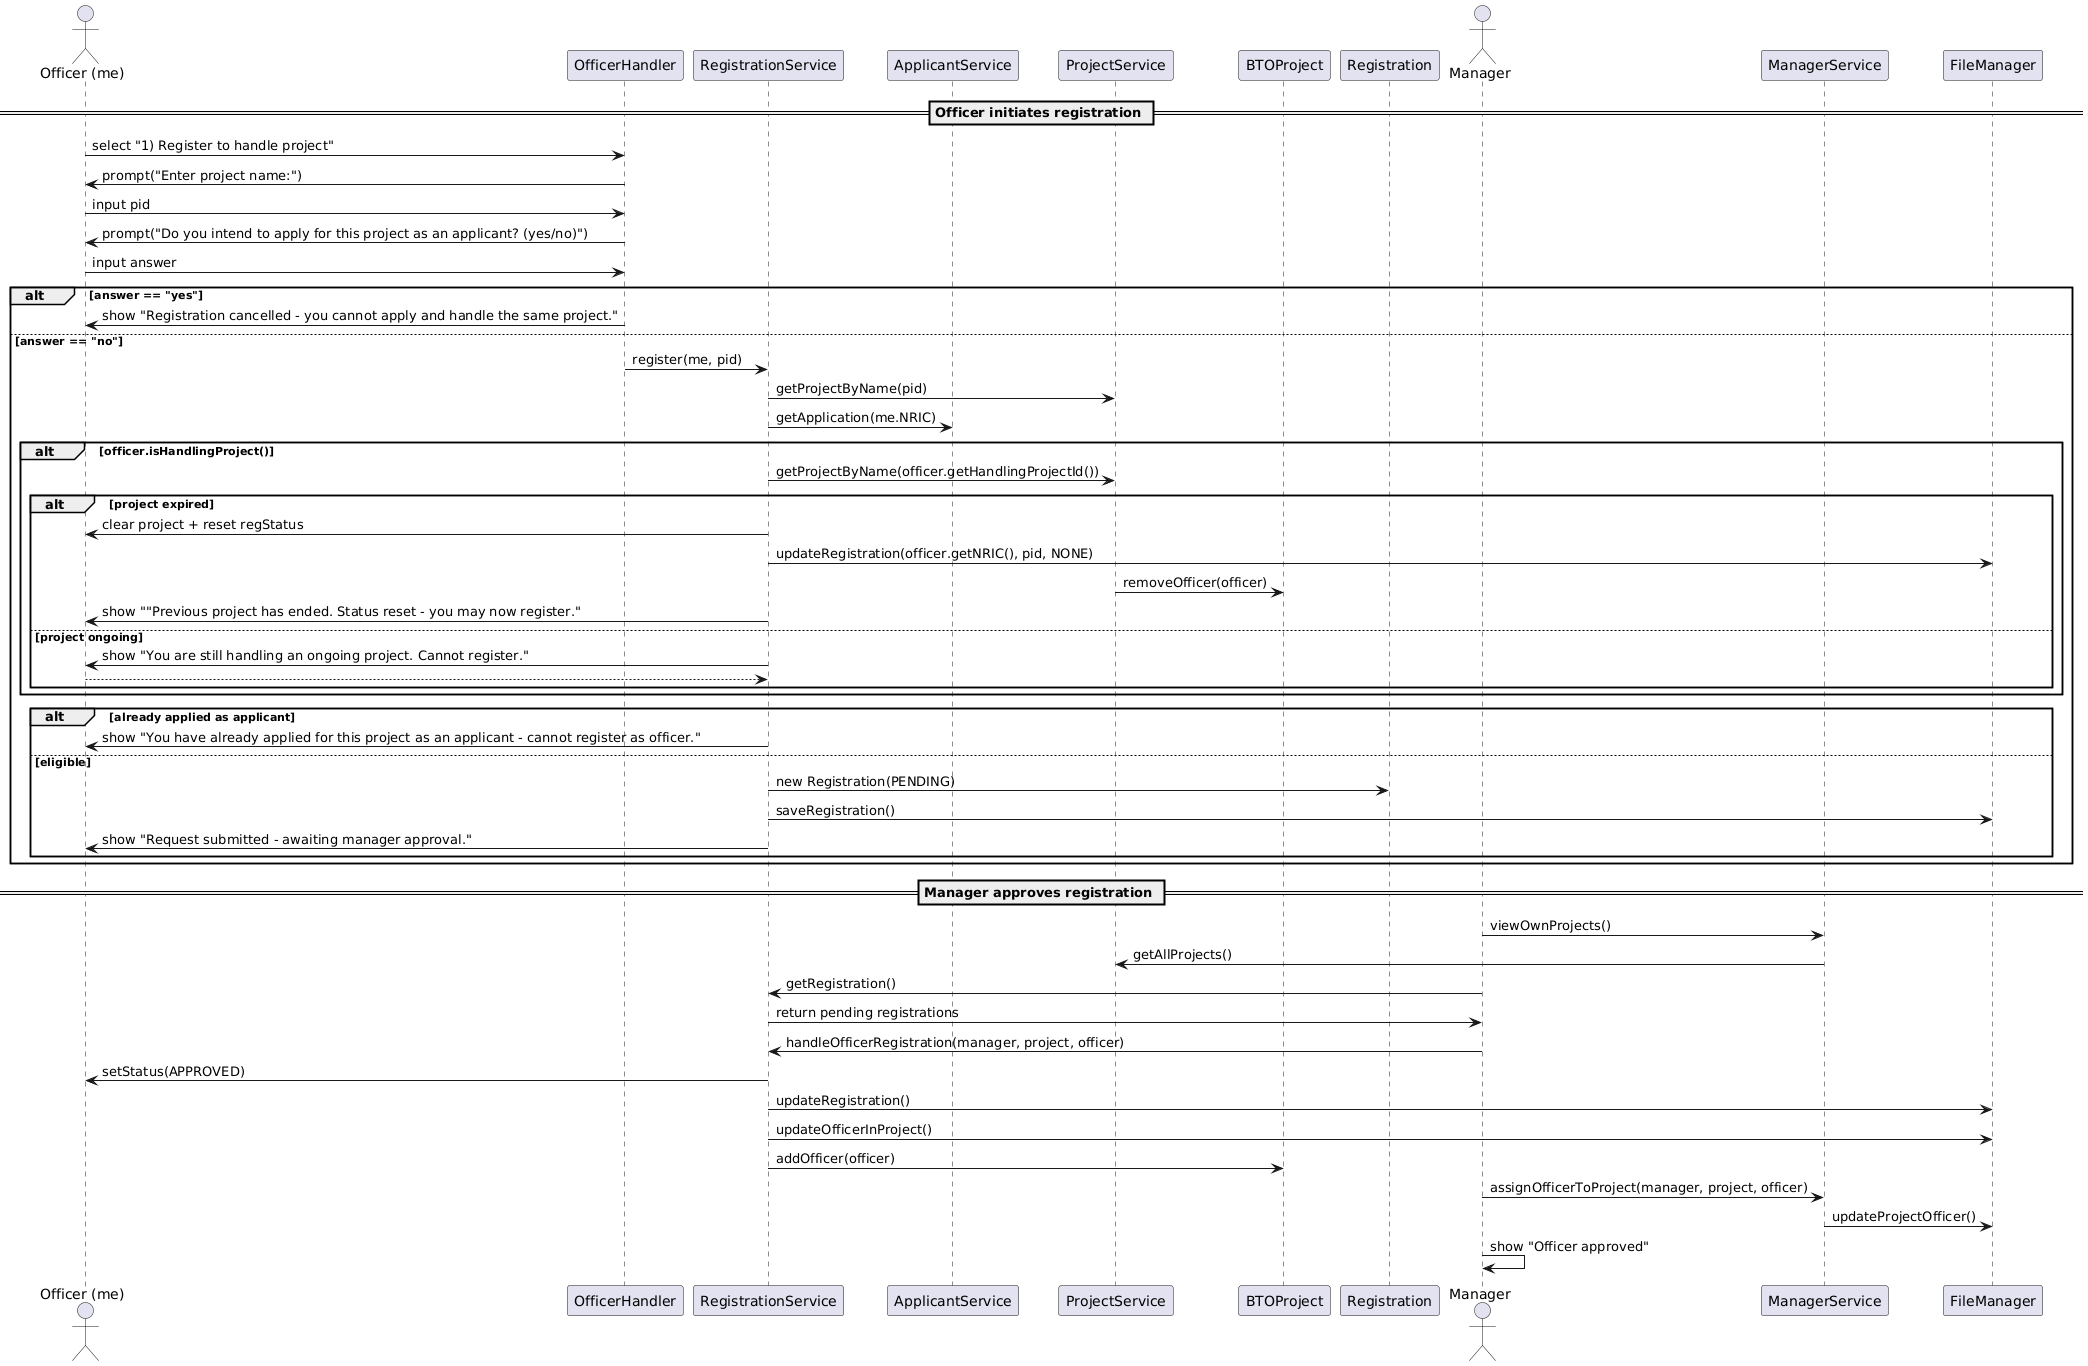 Officer (me)
OfficerHandler
RegistrationService
ApplicantService
ProjectService
BTOProject
Registration
Manager
ManagerService
FileManager
Officer initiates registration
select "1) Register to handle project"
prompt("Enter project name:")
input pid
prompt("Do you intend to apply for this project as an applicant? (yes/no)")
input answer
alt [answer == "yes"]
show "Registration cancelled - you cannot apply and handle the same project."
[answer == "no"]
register(me, pid)
getProjectByName(pid)
getApplication(me.NRIC)
alt [officer.isHandlingProject()]
getProjectByName(officer.getHandlingProjectId())
alt [project expired]
clear project + reset regStatus
updateRegistration(officer.getNRIC(), pid, NONE)
removeOfficer(officer)
show ""Previous project has ended. Status reset - you may now register."
[project ongoing]
show "You are still handling an ongoing project. Cannot register."
alt [already applied as applicant]
show "You have already applied for this project as an applicant - cannot register as officer."
[eligible]
new Registration(PENDING)
saveRegistration()
show "Request submitted - awaiting manager approval."
Manager approves registration
viewOwnProjects()
getAllProjects()
getRegistration()
return pending registrations
handleOfficerRegistration(manager, project, officer)
setStatus(APPROVED)
updateRegistration()
updateOfficerInProject()
addOfficer(officer)
assignOfficerToProject(manager, project, officer)
updateProjectOfficer()
show "Officer approved"
Officer (me)
OfficerHandler
RegistrationService
ApplicantService
ProjectService
BTOProject
Registration
Manager
ManagerService
FileManager